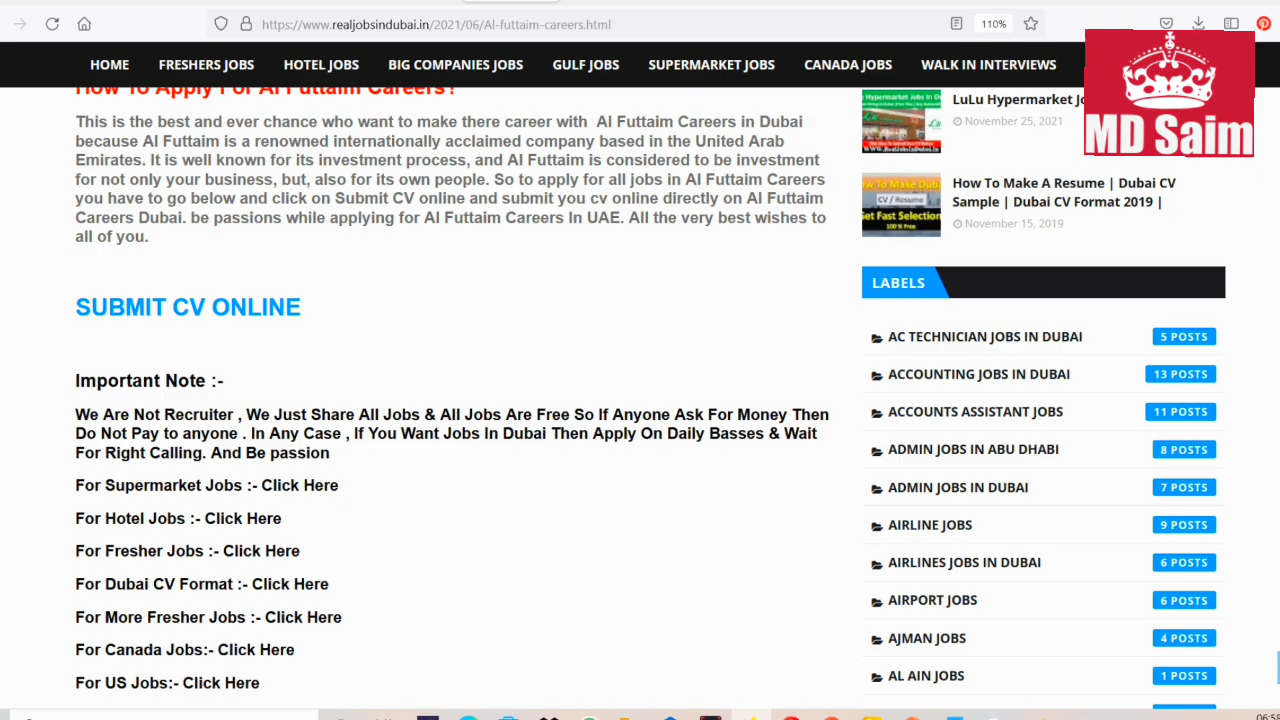 https://www.realjobsindubai.in/2021/06/Al-futtaim-careers.html
110%
HOME FRESHERS JOBS HOTEL JOBS BIG COMPANIES JOBS GULF JOBS SUPERMARKET JOBS CANADA JOBS WALK IN INTERVIEWS
MD Saim
How To Apply For Al Futtaim Careers?
This is the best and ever chance who want to make there career with Al Futtaim Careers in Dubai
because Al Futtaim is a renowned internationally acclaimed company based in the United Arab
Emirates. It is well known for its investment process, and Al Futtaim is considered to be investment
for not only your business, but, also for its own people. So to apply for all jobs in Al Futtaim Careers
you have to go below and click on Submit CV online and submit you cv online directly on Al Futtaim
Careers Dubai. be passions while applying for Al Futtaim Careers In UAE. All the very best wishes to
all of you.
SUBMIT CV ONLINE
Important Note :-
We Are Not Recruiter , We Just Share All Jobs & All Jobs Are Free So If Anyone Ask For Money Then
Do Not Pay to anyone . In Any Case , If You Want Jobs In Dubai Then Apply On Daily Basses & Wait
For Right Calling. And Be passion
For Supermarket Jobs :- Click Here
For Hotel Jobs :- Click Here
For Fresher Jobs :- Click Here
For Dubai CV Format :- Click Here
For More Fresher Jobs :- Click Here
For Canada Jobs:- Click Here
For US Jobs:- Click Here
LuLu Hypermarket
November 25, 2021
How To Make A Resume | Dubai CV
Sample | Dubai CV Format 2019 |
November 15, 2019
CV / Resume
Get Fast Selection
100 % Free
LABELS
AC TECHNICIAN JOBS IN DUBAI 5 POSTS
ACCOUNTING JOBS IN DUBAI 13 POSTS
ACCOUNTS ASSISTANT JOBS 11 POSTS
ADMIN JOBS IN ABU DHABI 8 POSTS
ADMIN JOBS IN DUBAI 7 POSTS
AIRLINE JOBS 9 POSTS
AIRLINES JOBS IN DUBAI 6 POSTS
AIRPORT JOBS 6 POSTS
AJMAN JOBS 4 POSTS
AL AIN JOBS 1 POSTS